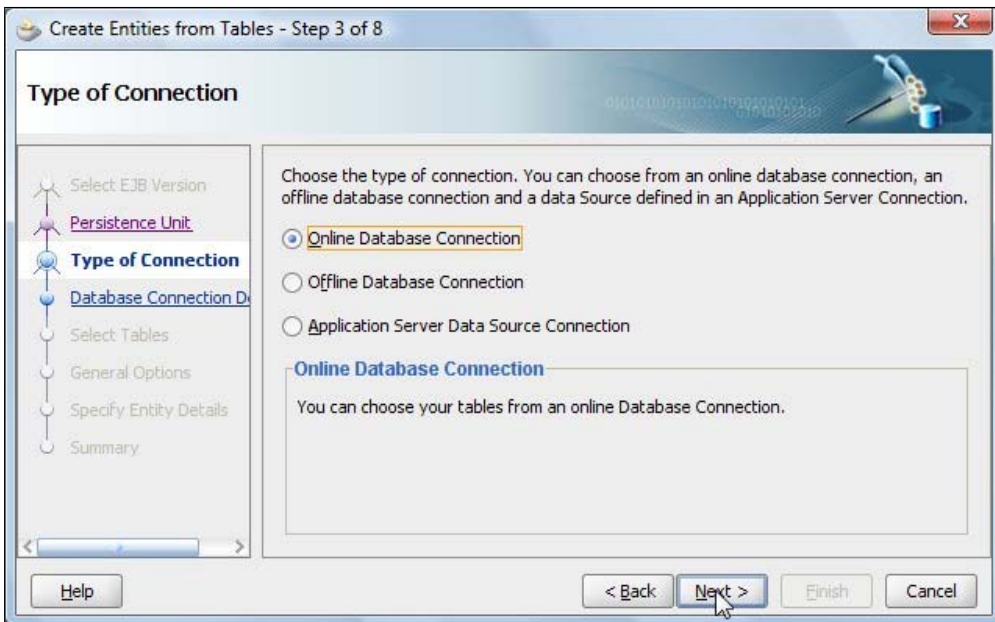 Create Entities from Tables - Step 3 of 8
Type of Connection
Select EJB Version
Persistence Unit
Type of Connection
Database Connection D
Select Tables
General Options
Specify Entity Details
Summary
Choose the type of connection. You can choose from an online database connection, an
offline database connection and a data Source defined in an Application Server Connection.
Online Database Connection
Offline Database Connection
Application Server Data Source Connection
Online Database Connection
You can choose your tables from an online Database Connection.
Help
< Back
Next >
Finish
Cancel